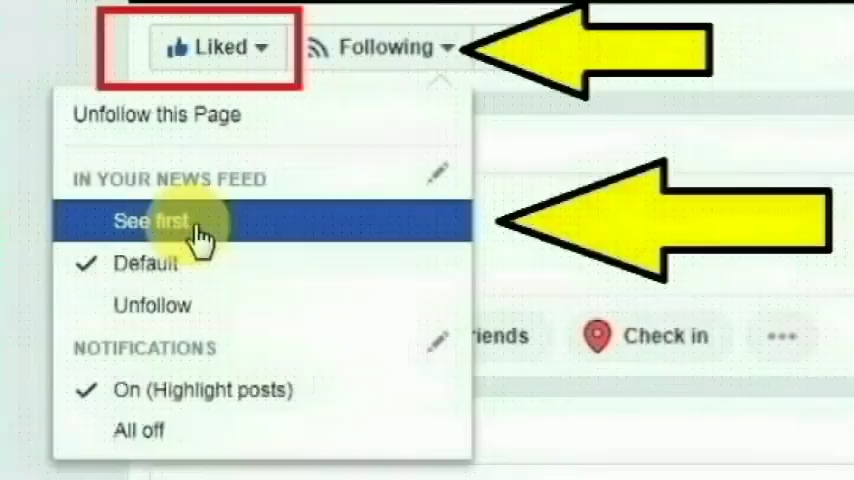 Liked Following
Unfollow this Page
IN YOUR NEWS FEED
See first
Default
Unfollow
riends Check in
NOTIFICATIONS
On (Highlight posts)
All off